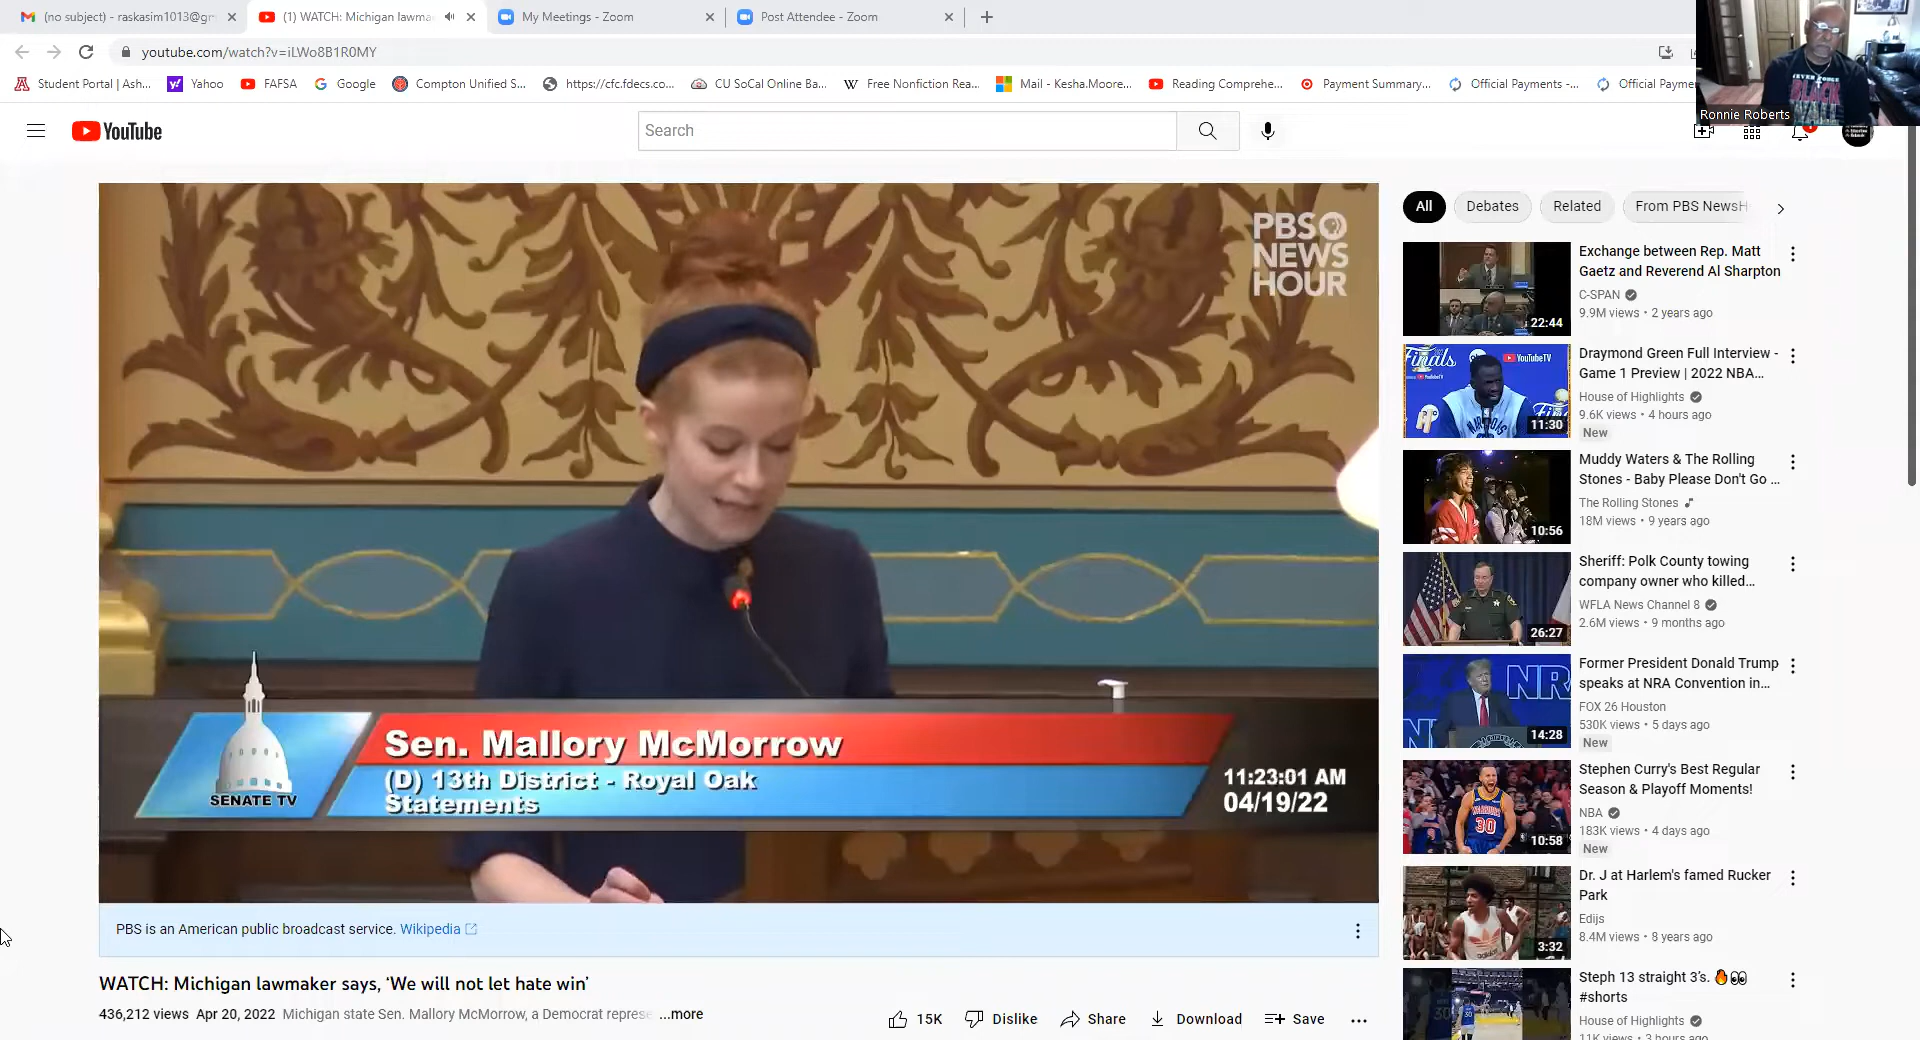 (no subject) - raskasim1013@gm
(1) WATCH: Michigan lawma
My Meetings - Zoom
Post Attendee - Zoom
youtube.com/watch?v=iLWo8B1R0MY
Student Portal | Ash...
Yahoo
FAFSA
Google
Compton Unified S...
https://cfc.fdecs.co...
CU SoCal Online Ba...
Free Nonfiction Rea...
Mail - Kesha.Moore...
Reading Comprehe...
Payment Summary...
Official Payments -...
Official Payme
BLACK
Ronnie Roberts
YouTube
Search
PBS
NEWS
HOUR
Sen. Mallory McMorrow
(D) 13th District - Royal Oak
Statements
SENATE TV
11:23:01 AM
04/19/22
PBS is an American public broadcast service. Wikipedia
WATCH: Michigan lawmaker says, ‘We will not let hate win’
436,212 views Apr 20, 2022 Michigan state Sen. Mallory McMorrow, a Democrat represe ...more
15K
Dislike
Share
Download
Save
All
Debates
Related
From PBS NewsH
Exchange between Rep. Matt
Gaetz and Reverend Al Sharpton
C-SPAN
9.9M views • 2 years ago
22:44
Draymond Green Full Interview -
Game 1 Preview | 2022 NBA...
House of Highlights
9.6K views • 4 hours ago
New
Finals
YouTubeTV
11:30
Muddy Waters & The Rolling
Stones - Baby Please Don't Go ...
The Rolling Stones
18M views • 9 years ago
10:56
Sheriff: Polk County towing
company owner who killed...
WFLA News Channel 8
2.6M views • 9 months ago
26:27
Former President Donald Trump
speaks at NRA Convention in...
FOX 26 Houston
530K views • 5 days ago
New
NR
14:28
Stephen Curry's Best Regular
Season & Playoff Moments!
NBA
183K views • 4 days ago
New
30
10:58
Dr. J at Harlem's famed Rucker
Park
Edijs
8.4M views • 8 years ago
3:32
Steph 13 straight 3's. 🔥👀
#shorts
House of Highlights
11K views • 3 hours ago